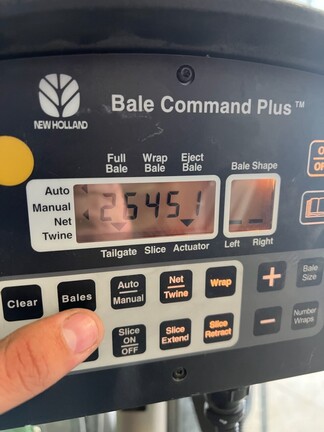 Bale Command Plus™
NEW HOLLAND
Full Bale Wrap Bale Eject Bale
Bale Shape
Auto
Manual
Net
Twine
26451
Tailgate Slice Actuator
Left Right
Clear
Bales
Auto
Manual
Net
Twine
Wrap
+
Bale
Size
Slice
ON
OFF
Slice
Extend
Slice
Retract
−
Number
Wraps